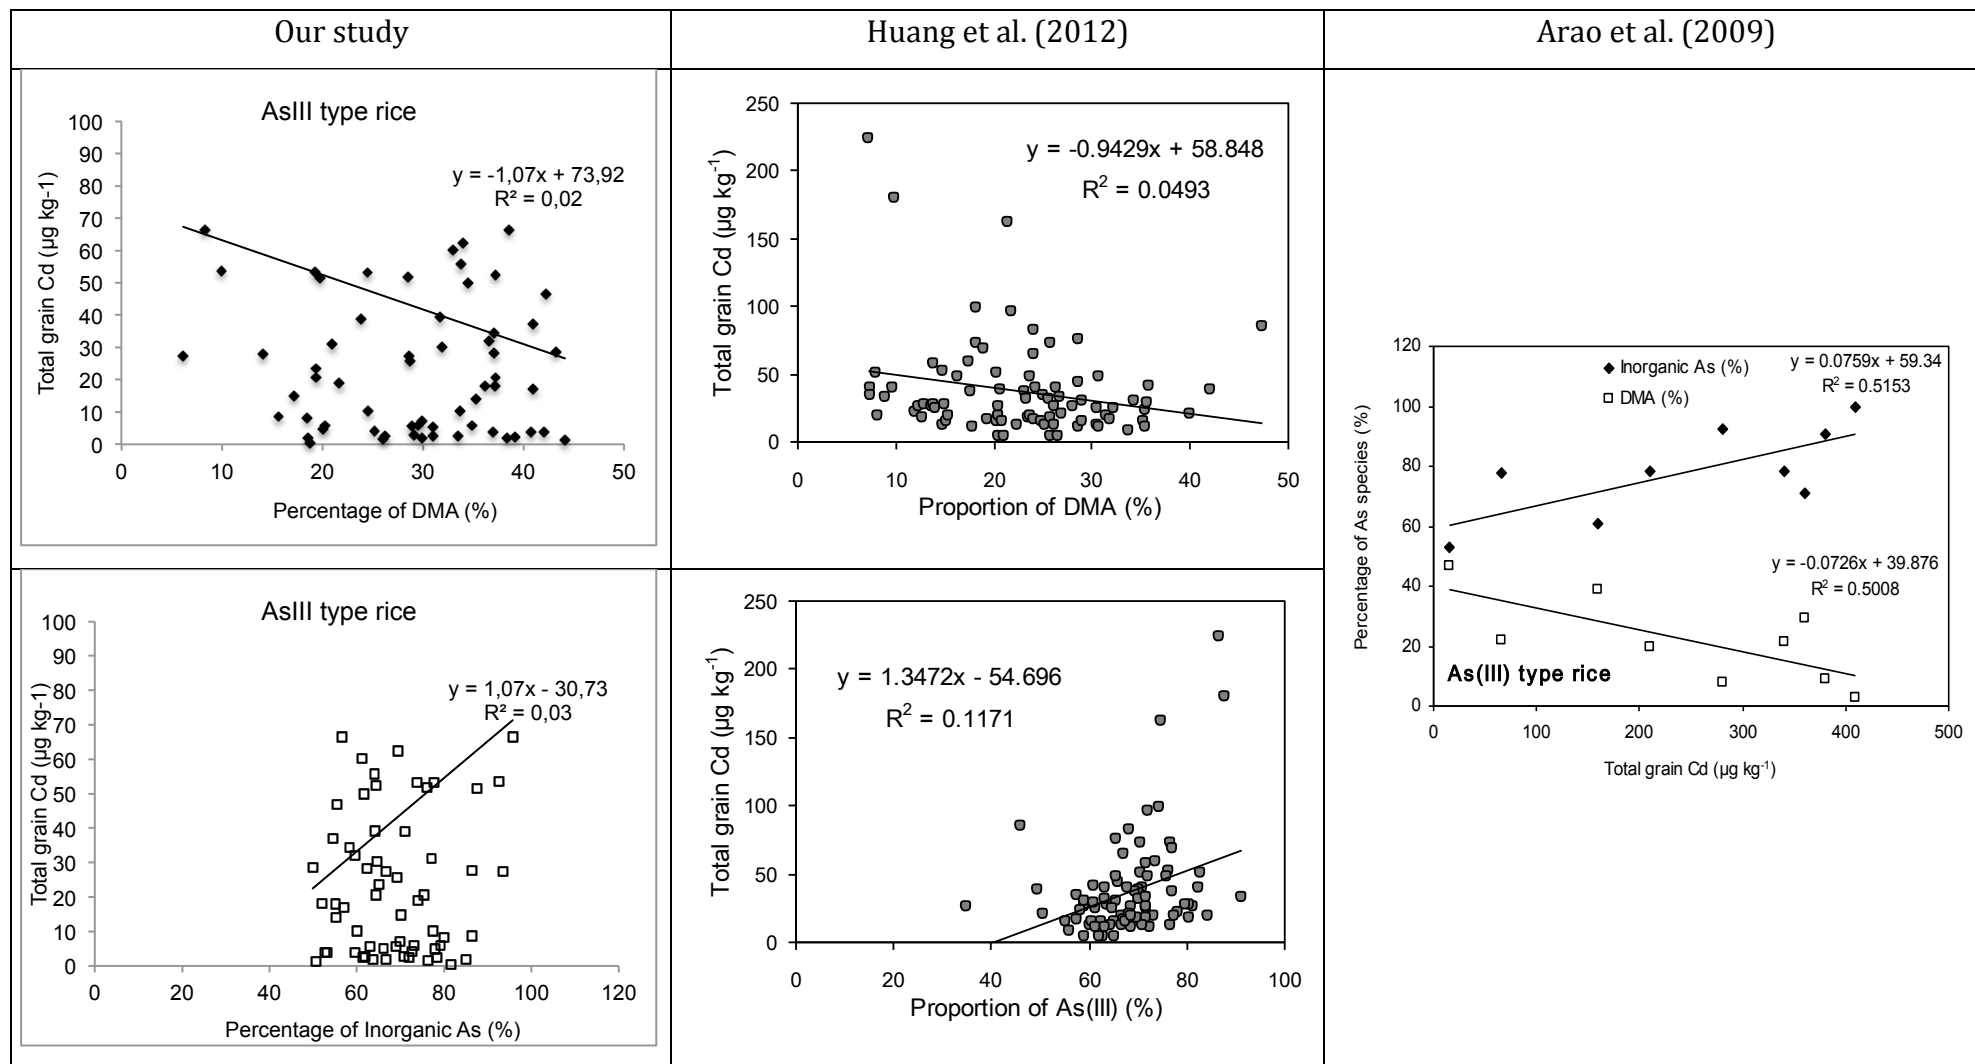 Our study
Huang et al. (2012)
Arao et al. (2009)
AsIII type rice
100
90
80
70
60
50
40
30
20
10
0
y = -1,07x + 73,92
R² = 0,02
Total grain Cd (µg kg-1)
0 10 20 30 40 50
Percentage of DMA (%)
250
200
150
100
50
0
y = -0.9429x + 58.848
R² = 0.0493
Total grain Cd (µg kg⁻¹)
0 10 20 30 40 50
Proportion of DMA (%)
120
100
80
60
40
20
0
Inorganic As (%)
DMA (%)
y = 0.0759x + 59.34
R² = 0.5153
y = -0.0726x + 39.876
R² = 0.5008
As(III) type rice
Percentage of As species (%)
0 100 200 300 400 500
Total grain Cd (µg kg⁻¹)
AsIII type rice
100
90
80
70
60
50
40
30
20
10
0
y = 1,07x - 30,73
R² = 0,03
Total grain Cd (µg kg-1)
0 20 40 60 80 100 120
Percentage of Inorganic As (%)
250
200
150
100
50
0
y = 1.3472x - 54.696
R² = 0.1171
Total grain Cd (µg kg⁻¹)
0 20 40 60 80 100
Proportion of As(III) (%)